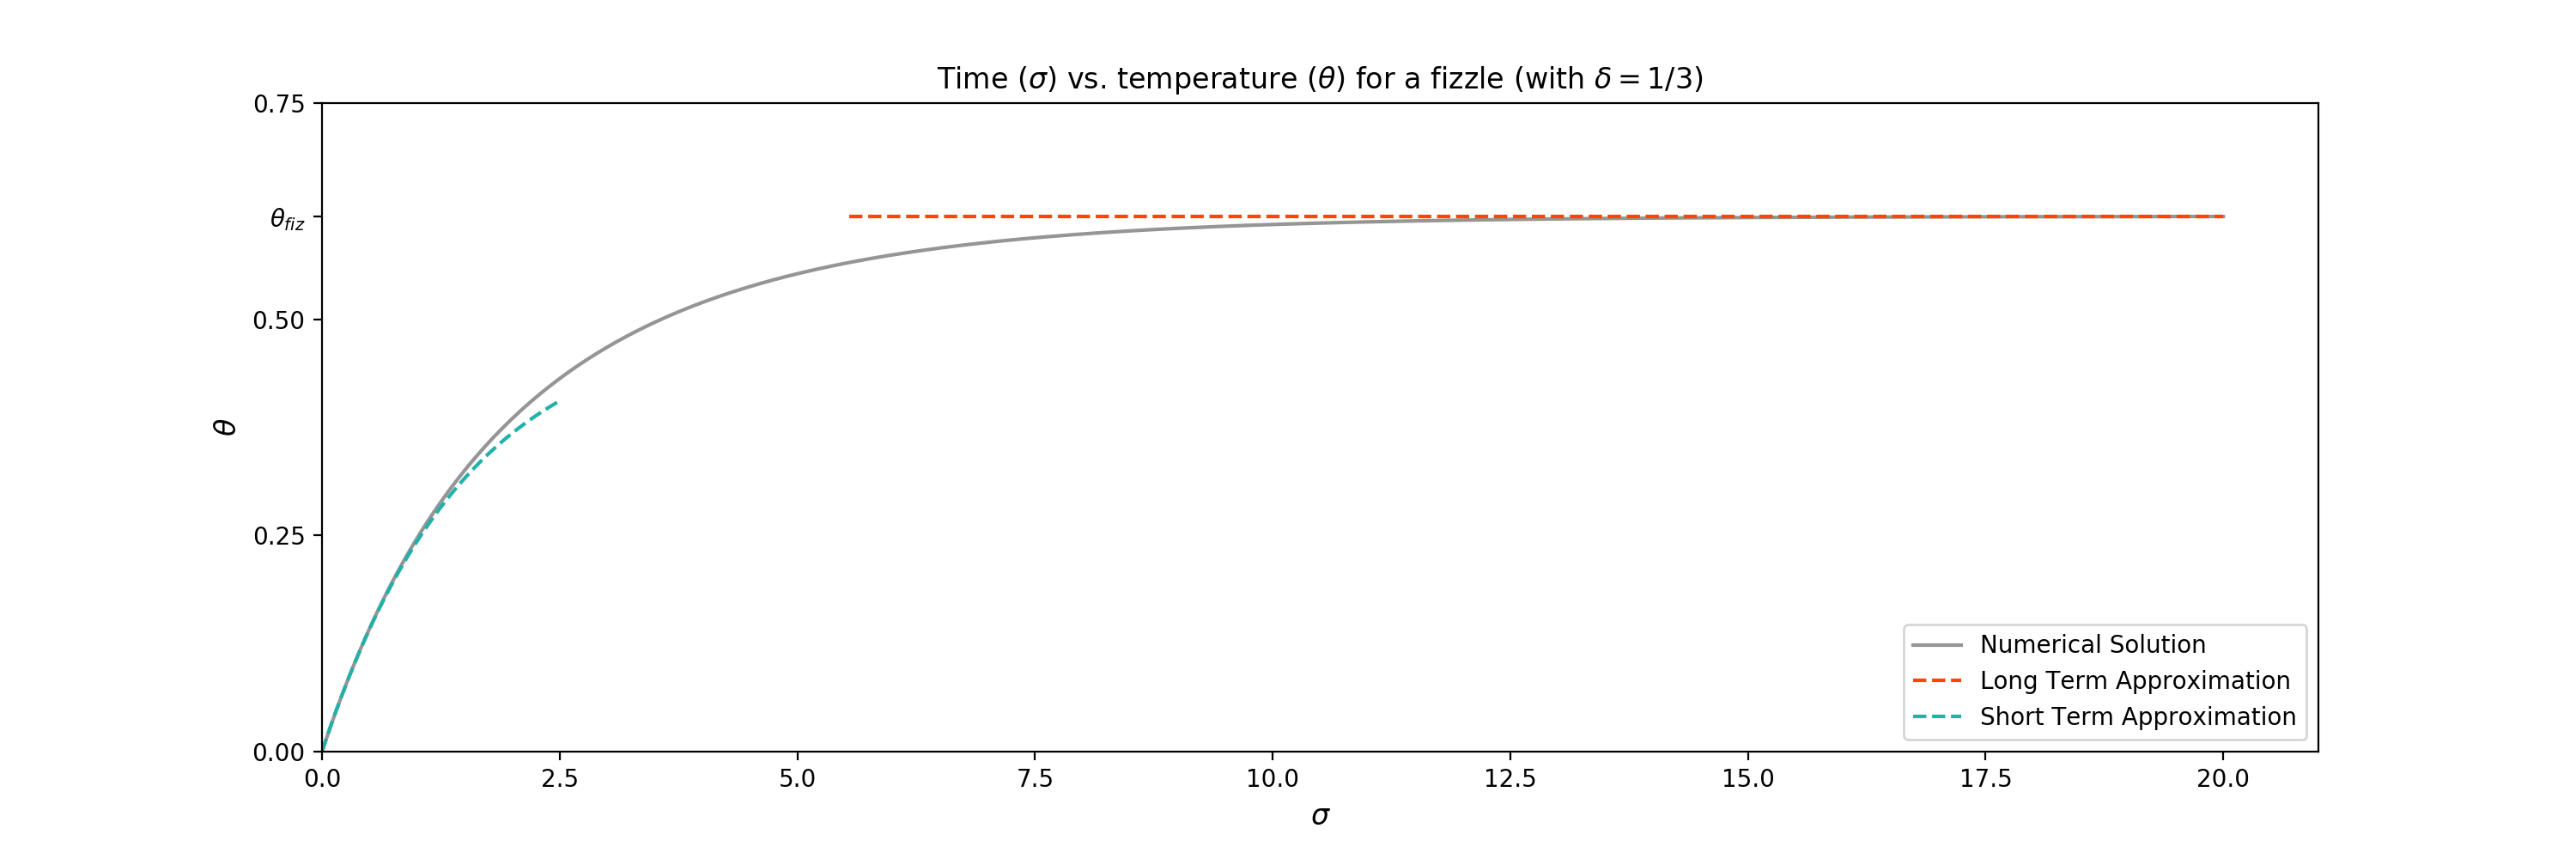 Time (σ) vs. temperature (θ) for a fizzle (with δ = 1/3)
0.75
θfiz
0.50
0.25
0.00
θ
0.0 2.5 5.0 7.5 10.0 12.5 15.0 17.5 20.0
σ
Numerical Solution
Long Term Approximation
Short Term Approximation